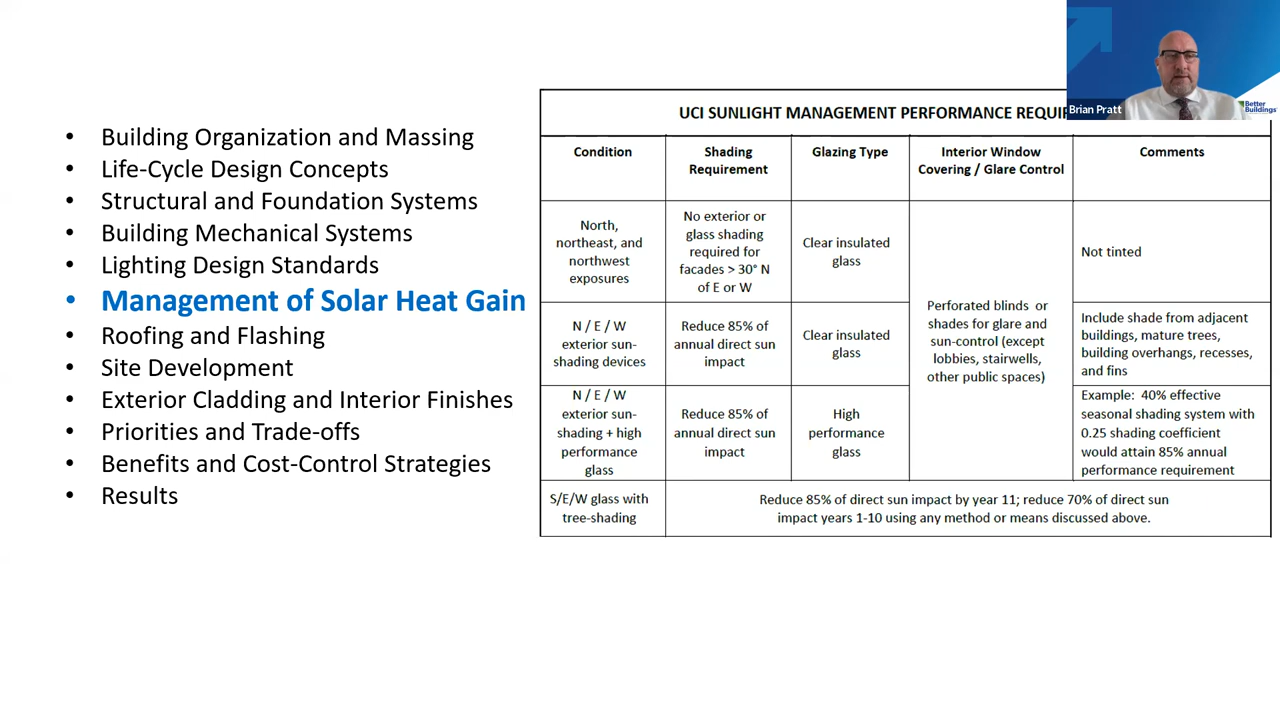 Building Organization and Massing
Life-Cycle Design Concepts
Structural and Foundation Systems
Building Mechanical Systems
Lighting Design Standards
Management of Solar Heat Gain
Roofing and Flashing
Site Development
Exterior Cladding and Interior Finishes
Priorities and Trade-offs
Benefits and Cost-Control Strategies
Results
UCI SUNLIGHT MANAGEMENT PERFORMANCE
Condition
Shading
Requirement
Glazing Type
Interior Window
Covering / Glare Control
Comments
North,
northeast, and
northwest
exposures
No exterior or
glass shading
required for
facades > 30° N
of E or W
Clear insulated
glass
Perforated blinds or
shades for glare and
sun-control (except
lobbies, stairwells,
other public spaces)
Not tinted
N / E / W
exterior sun-
shading devices
Reduce 85% of
annual direct sun
impact
Clear insulated
glass
Include shade from adjacent
buildings, mature trees,
building overhangs, recesses,
and fins
N / E / W
exterior sun-
shading + high
performance
glass
Reduce 85% of
annual direct sun
impact
High
performance
glass
Example: 40% effective
seasonal shading system with
0.25 shading coefficient
would attain 85% annual
performance requirement
S/E/W glass with
tree-shading
Reduce 85% of direct sun impact by year 11; reduce 70% of direct sun
impact years 1-10 using any method or means discussed above.
Brian Pratt
Better
Buildings